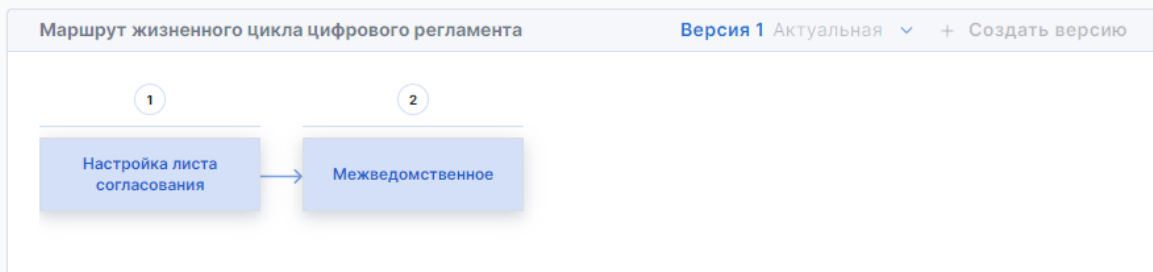 Маршрут жизненного цикла цифрового регламента
Версия 1 Актуальная + Создать версию
1
2
Настройка листа
согласования
Межведомственное